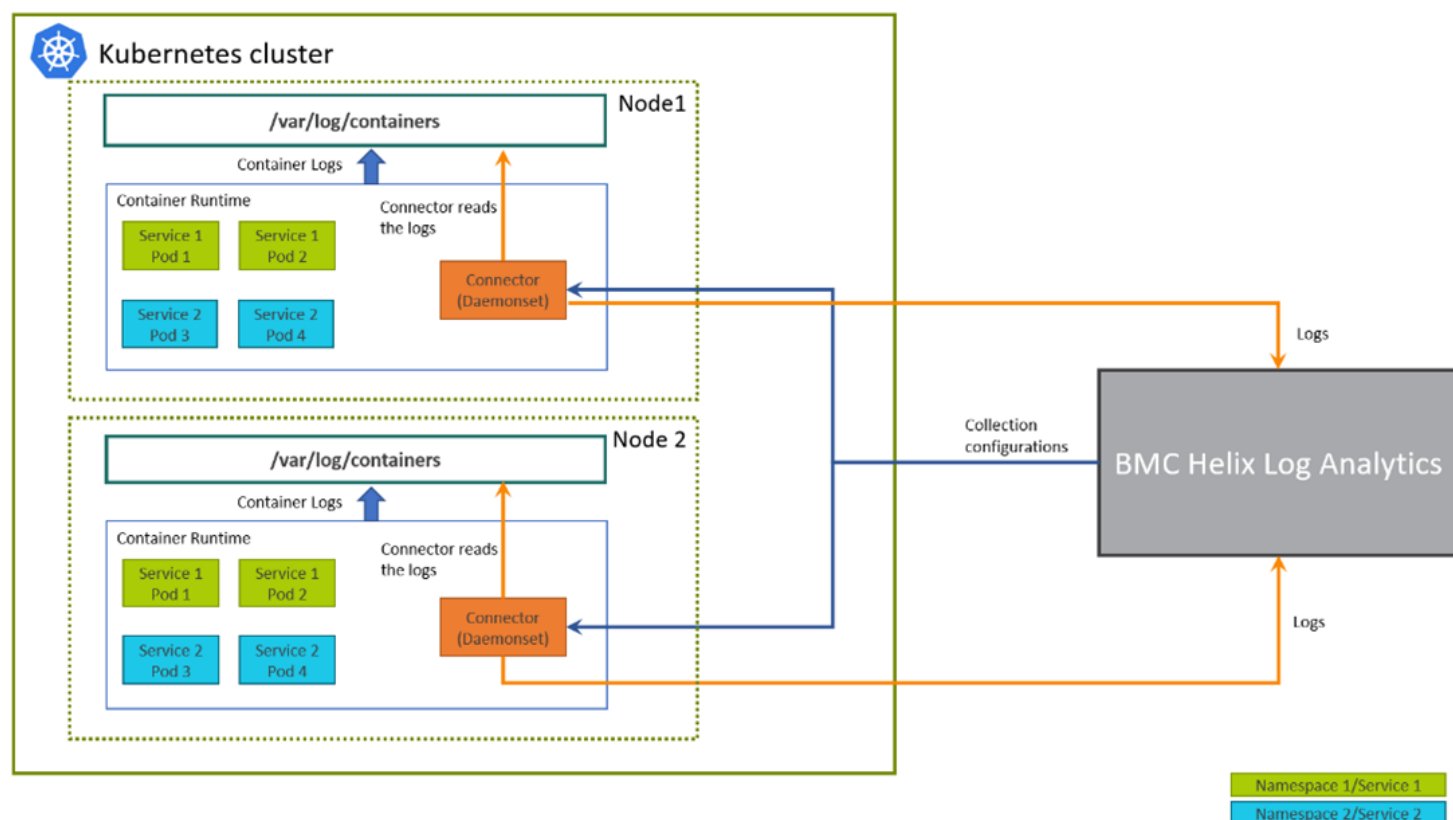 Kubernetes cluster
Node1
/var/log/containers
Container Logs
Container Runtime
Connector reads
the logs
Service 1
Pod 1
Service 1
Pod 2
Service 2
Pod 3
Service 2
Pod 4
Connector
(Daemonset)
Logs
Node 2
/var/log/containers
Container Logs
Container Runtime
Connector reads
the logs
Service 1
Pod 1
Service 1
Pod 2
Service 2
Pod 3
Service 2
Pod 4
Connector
(Daemonset)
Collection
configurations
BMC Helix Log Analytics
Logs
Namespace 1/Service 1
Namespace 2/Service 2